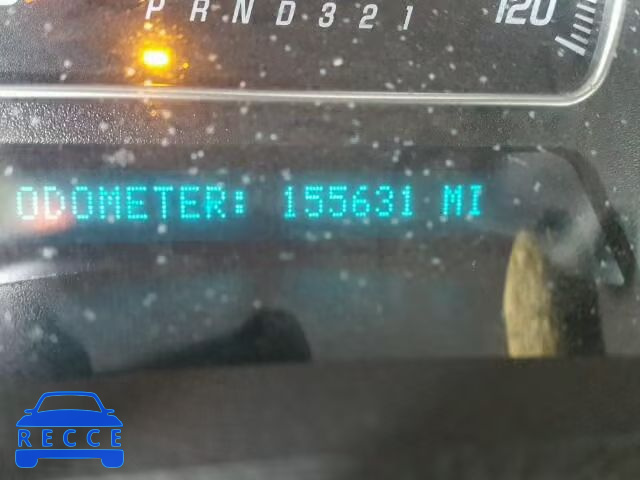 P R N D 3 2 1
120
ODOMETER: 155631 MI
RECCE